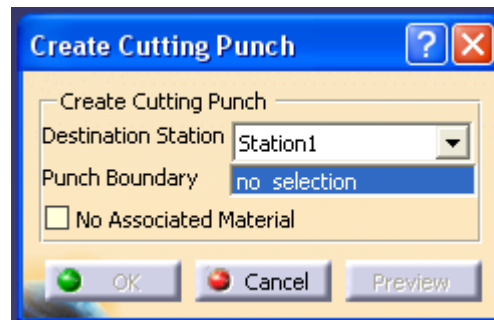 Create Cutting Punch
Create Cutting Punch
Destination Station Station1
Punch Boundary no selection
No Associated Material
OK Cancel Preview